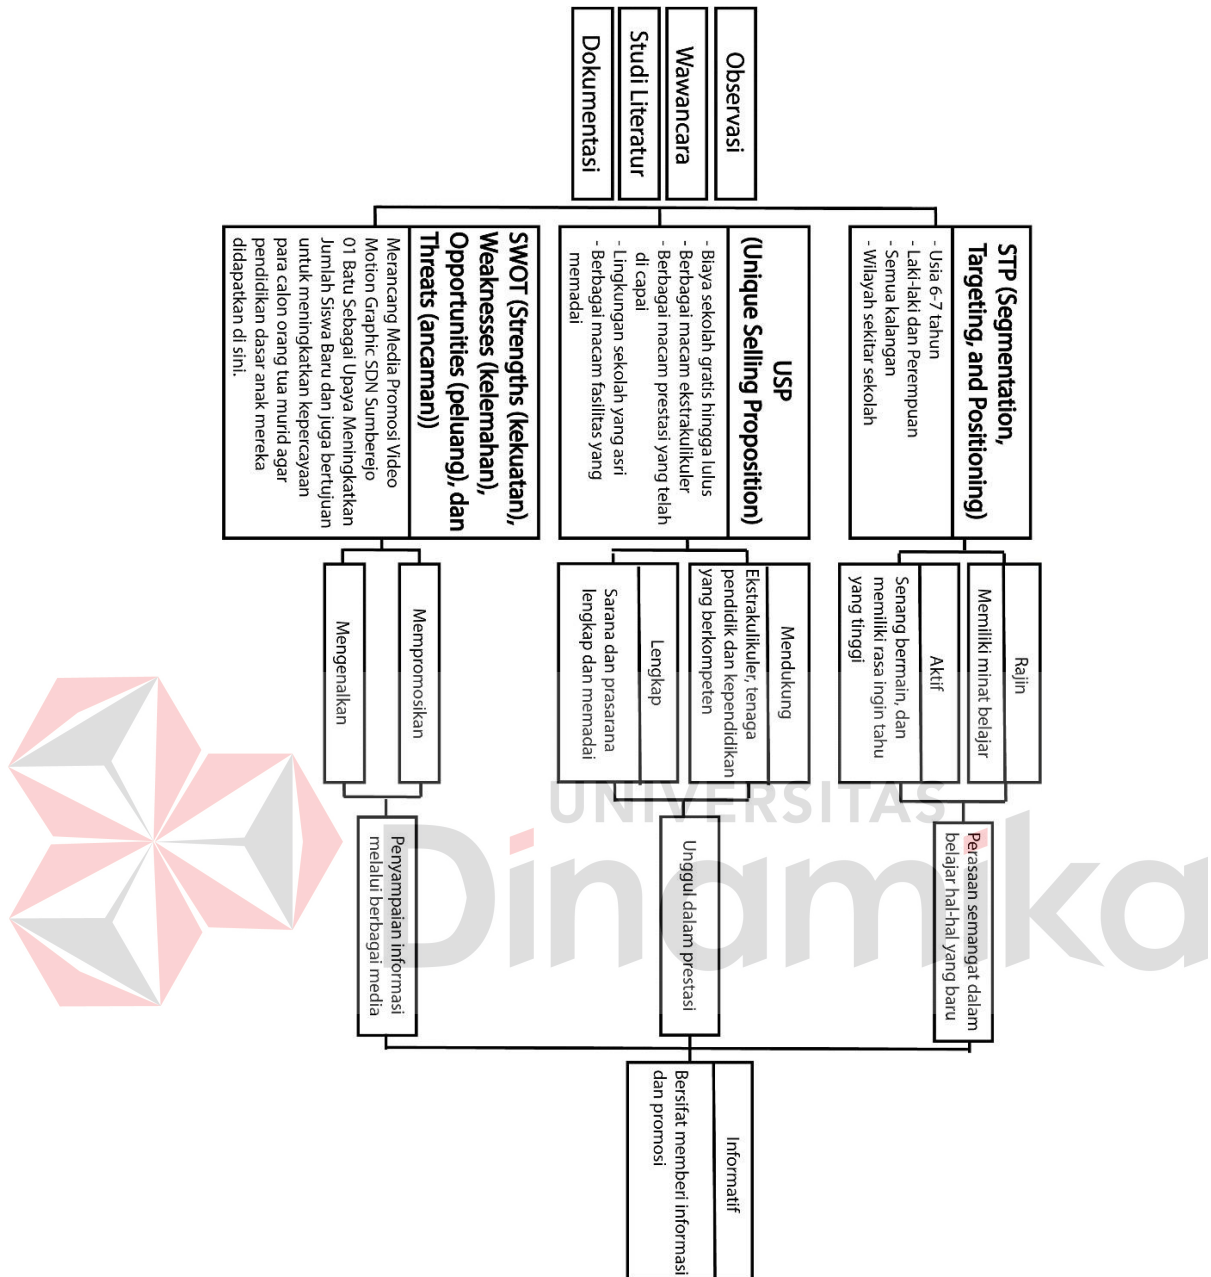 Observasi
Wawancara
Studi Literatur
Dokumentasi
STP (Segmentation,
Targeting, and Positioning)
- Usia 6-7 tahun
- Laki-laki dan Perempuan
- Semua kalangan
- Wilayah sekitar sekolah
USP
(Unique Selling Proposition)
- Biaya sekolah gratis hingga lulus
- Berbagai macam ekstrakulikuler
- Berbagai macam prestasi yang telah
di capai
- Lingkungan sekolah yang asri
- Berbagai macam fasilitas yang
memadai
SWOT (Strengths (kekuatan),
Weaknesses (kelemahan),
Opportunities (peluang), dan
Threats (ancaman))
Merancang Media Promosi Video
Motion Graphic SDN Sumberejo
01 Batu Sebagai Upaya Meningkatkan
Jumlah Siswa Baru dan juga bertujuan
untuk meningkatkan kepercayaan
para calon orang tua murid agar
pendidikan dasar anak mereka
didapatkan di sini.
Rajin
Memiliki minat belajar
Aktif
Senang bermain, dan
memiliki rasa ingin tahu
yang tinggi
Mendukung
Ekstrakulikuler, tenaga
pendidik dan kependidikan
yang berkompeten
Lengkap
Sarana dan prasarana
lengkap dan memadai
Mempromosikan
Mengenalkan
Perasaan semangat dalam
belajar hal-hal yang baru
Unggul dalam prestasi
Penyampaian informasi
melalui berbagai media
Informatif
Bersifat memberi informasi
dan promosi
UNIVERSITAS
Dinamika